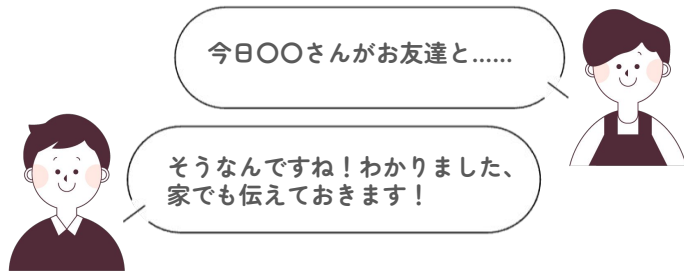 今日〇〇さんがお友達と……
そうなんですね！わかりました、
家でも伝えておきます！